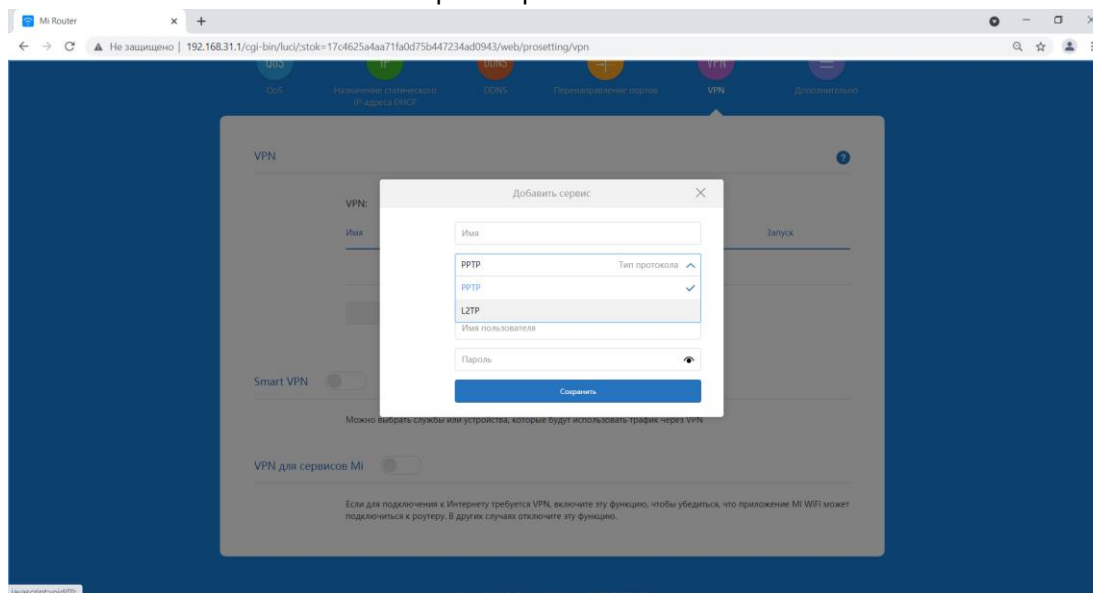 Mi Router
Не защищено | 192.168.31.1/cgi-bin/luci/;stok=17c4625a4aa71fa0d75b447234ad0943/web/prosetting/vpn
QoS IP DDNS VPN
QoS Назначение статического IP адреса DHCP DDNS Перенаправление портов VPN Дополнительно
VPN
?
Добавить сервис
VPN:
Имя
Имя
Запуск
PPTP Тип протокола
PPTP
L2TP
Имя пользователя
Пароль
Smart VPN
Сохранить
Можно выбрать службы или устройства, которые будут использовать трафик через VPN
VPN для сервисов Mi
Если для подключения к Интернету требуется VPN, включите эту функцию, чтобы убедиться, что приложение Mi WiFi может
подключиться к роутеру. В других случаях отключите эту функцию.